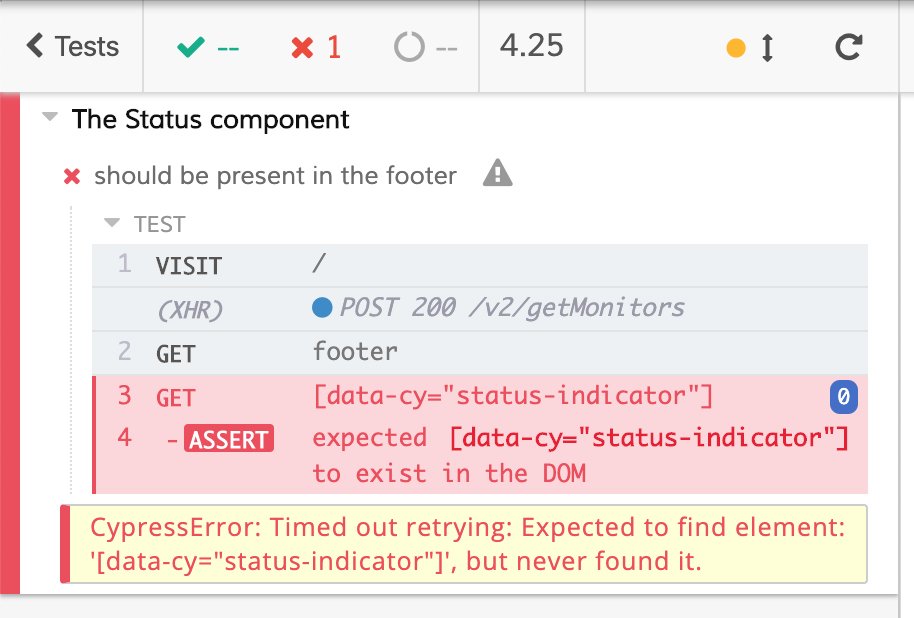 Tests -- 1 -- 4.25
The Status component
should be present in the footer
TEST
1 VISIT /
(XHR) POST 200 /v2/getMonitors
2 GET footer
3 GET [data-cy="status-indicator"] 0
4 -ASSERT expected [data-cy="status-indicator"]
to exist in the DOM
CypressError: Timed out retrying: Expected to find element:
'[data-cy="status-indicator"]', but never found it.